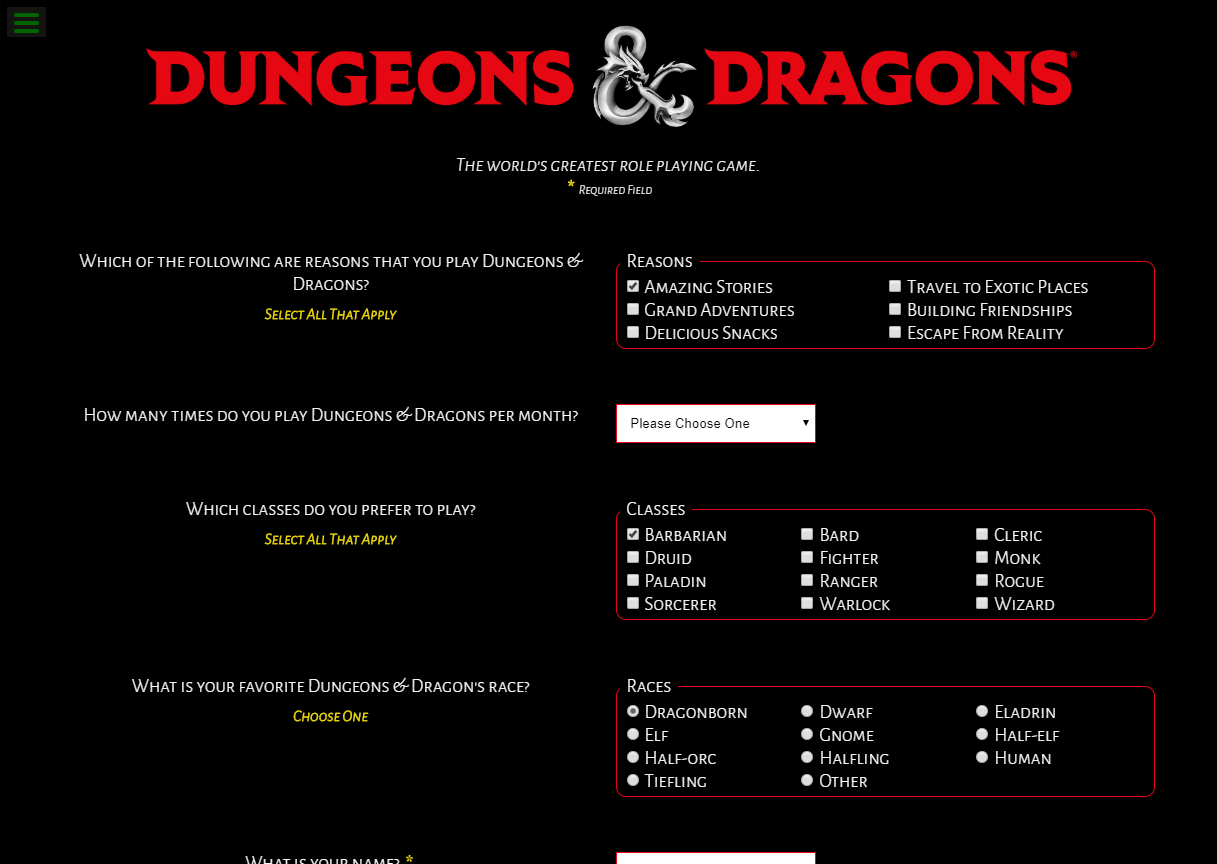 DUNGEONS & DRAGONS®
The world's greatest role playing game.
* Required Field
Which of the following are reasons that you play Dungeons &
Dragons?
Select All That Apply
Reasons
Amazing Stories
Travel to Exotic Places
Grand Adventures
Building Friendships
Delicious Snacks
Escape From Reality
How many times do you play Dungeons & Dragons per month?
Please Choose One
Which classes do you prefer to play?
Select All That Apply
Classes
Barbarian
Bard
Cleric
Druid
Fighter
Monk
Paladin
Ranger
Rogue
Sorcerer
Warlock
Wizard
What is your favorite Dungeons & Dragon's race?
Choose One
Races
Dragonborn
Dwarf
Eladrin
Elf
Gnome
Half-elf
Half-orc
Halfling
Human
Tiefling
Other
What is your name? *